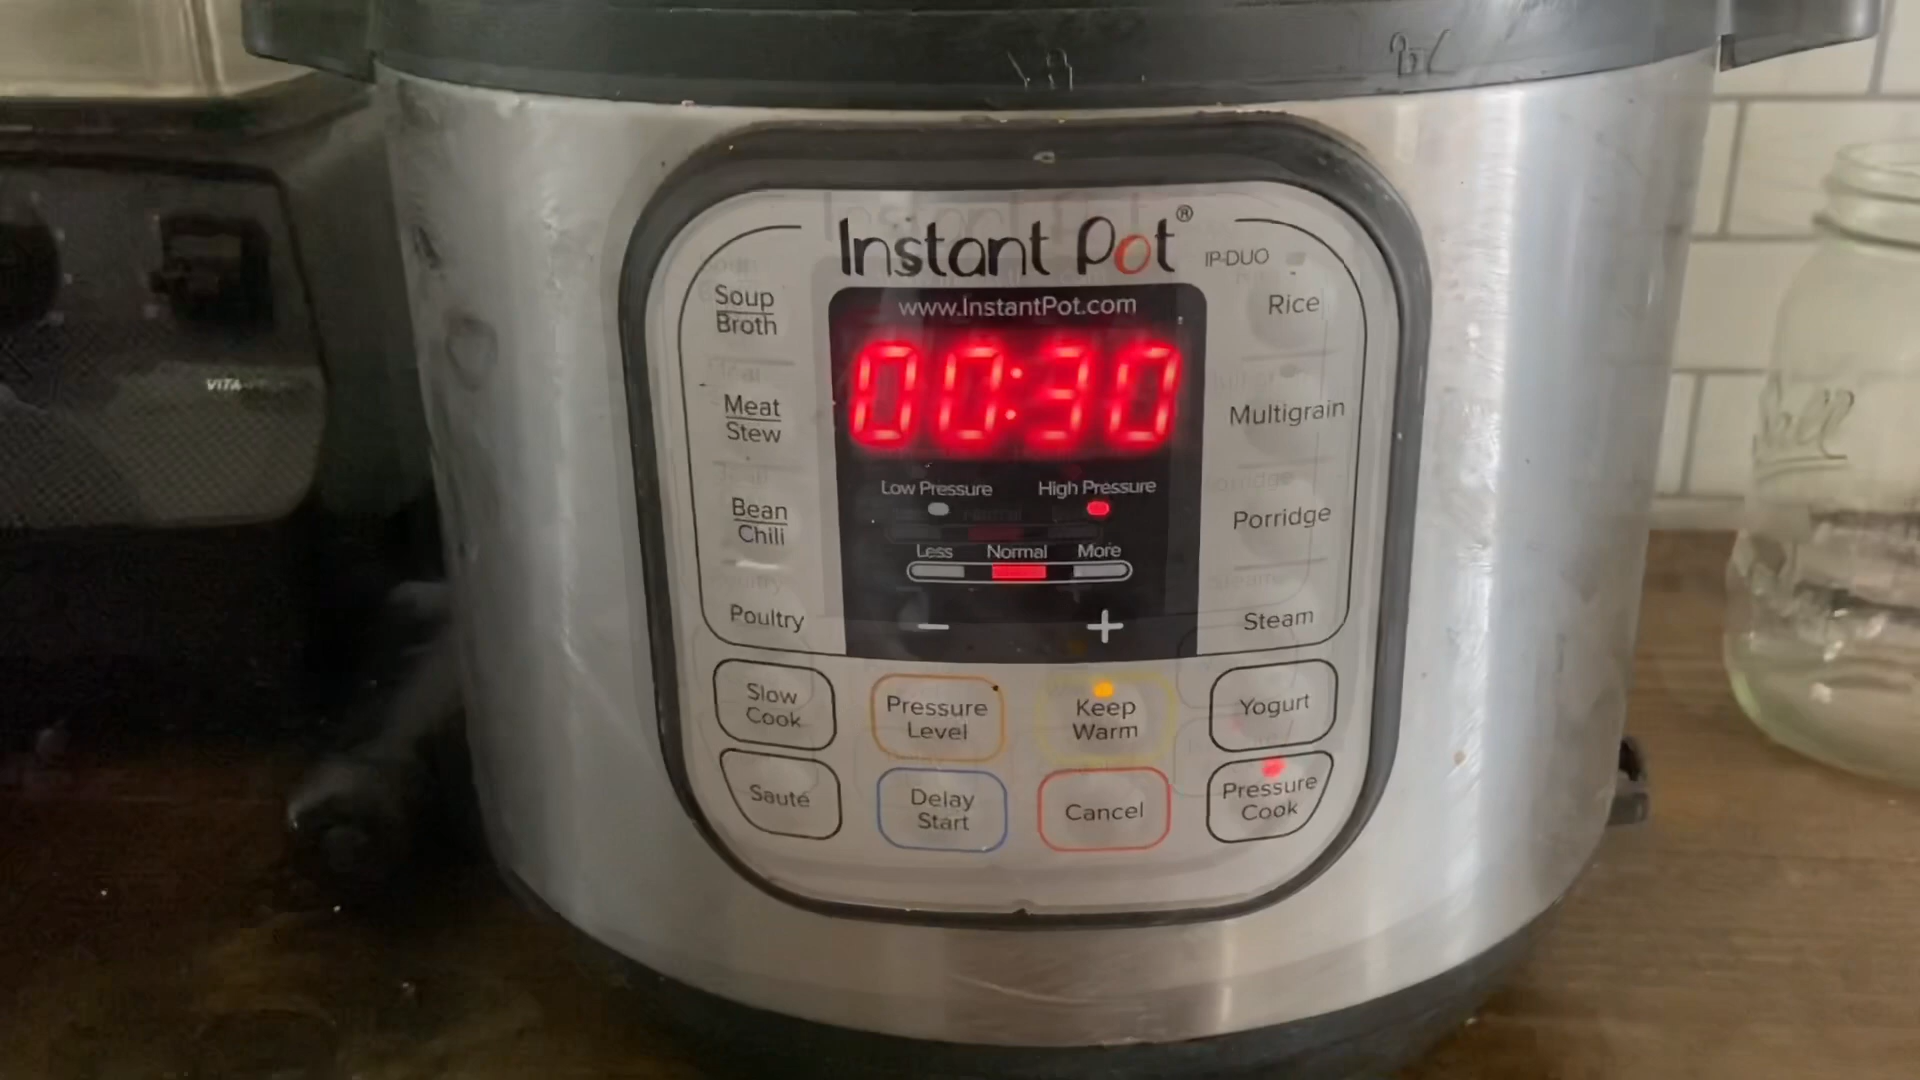 Instant Pot® IP-DUO
www.InstantPot.com
00:30
Low Pressure High Pressure
Less Normal More
− +
Soup
Broth
Meat
Stew
Bean
Chili
Poultry
Rice
Multigrain
Porridge
Steam
Slow
Cook
Pressure
Level
Keep
Warm
Yogurt
Sauté
Delay
Start
Cancel
Pressure
Cook
VITA